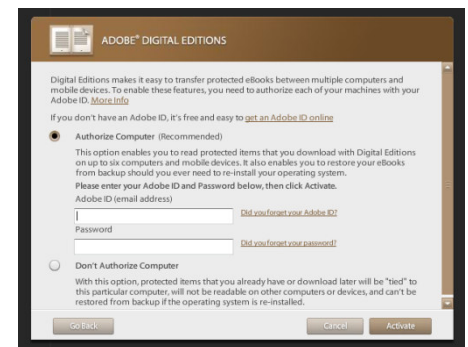 ADOBE® DIGITAL EDITIONS
Digital Editions makes it easy to transfer protected eBooks between multiple computers and
mobile devices. To enable these features, you need to authorize each of your machines with your
Adobe ID. More Info
If you don't have an Adobe ID, it's free and easy to get an Adobe ID online
Authorize Computer (Recommended)
This option enables you to read protected items that you download with Digital Editions
on up to six computers and mobile devices. It also enables you to restore your eBooks
from backup should you ever need to re-install your operating system.
Please enter your Adobe ID and Password below, then click Activate.
Adobe ID (email address)
Did you forget your Adobe ID?
Password
Did you forget your password?
Don't Authorize Computer
With this option, protected items that you already have or download later will be "tied" to
this particular computer, will not be readable on other computers or devices, and can't be
restored from backup if the operating system is re-installed.
Go Back Cancel Activate